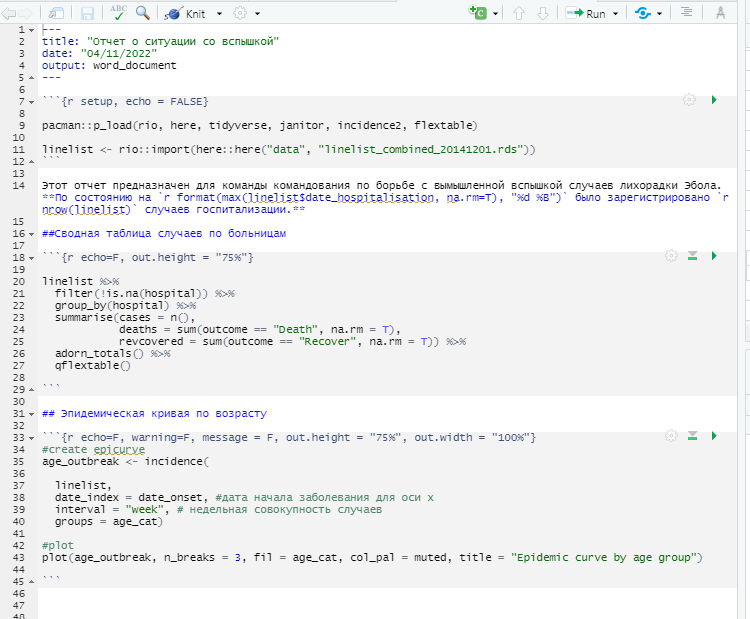 ABC
Knit
Run
1 ---
2 title: "Отчет о ситуации со вспышкой"
3 date: "04/11/2022"
4 output: word_document
5 ---
6
7 ```{r setup, echo = FALSE}
8
9 pacman::p_load(rio, here, tidyverse, janitor, incidence2, flextable)
10
11 linelist <- rio::import(here::here("data", "linelist_combined_20141201.rds"))
12 ```
13
14 Этот отчет предназначен для команды командования по борьбе с вымышленной вспышкой случаев лихорадки Эбола.
**По состоянию на `r format(max(linelist$date_hospitalisation, na.rm=T), "%d %B")` было зарегистрировано `r
nrow(linelist)` случаев госпитализации.**
15
16 ##Сводная таблица случаев по больницам
17
18 ```{r echo=F, out.height = "75%"}
19
20 linelist %>%
21 filter(!is.na(hospital)) %>%
22 group_by(hospital) %>%
23 summarise(cases = n(),
24 deaths = sum(outcome == "Death", na.rm = T),
25 revcovered = sum(outcome == "Recover", na.rm = T)) %>%
26 adorn_totals() %>%
27 qflextable()
28
29 ```
30
31 ## Эпидемическая кривая по возрасту
32
33 ```{r echo=F, warning=F, message = F, out.height = "75%", out.width = "100%"}
34 #create epicurve
35 age_outbreak <- incidence(
36
37 linelist,
38 date_index = date_onset, #дата начала заболевания для оси x
39 interval = "week", # недельная совокупность случаев
40 groups = age_cat)
41
42 #plot
43 plot(age_outbreak, n_breaks = 3, fil = age_cat, col_pal = muted, title = "Epidemic curve by age group")
44
45 ```
46
47
48